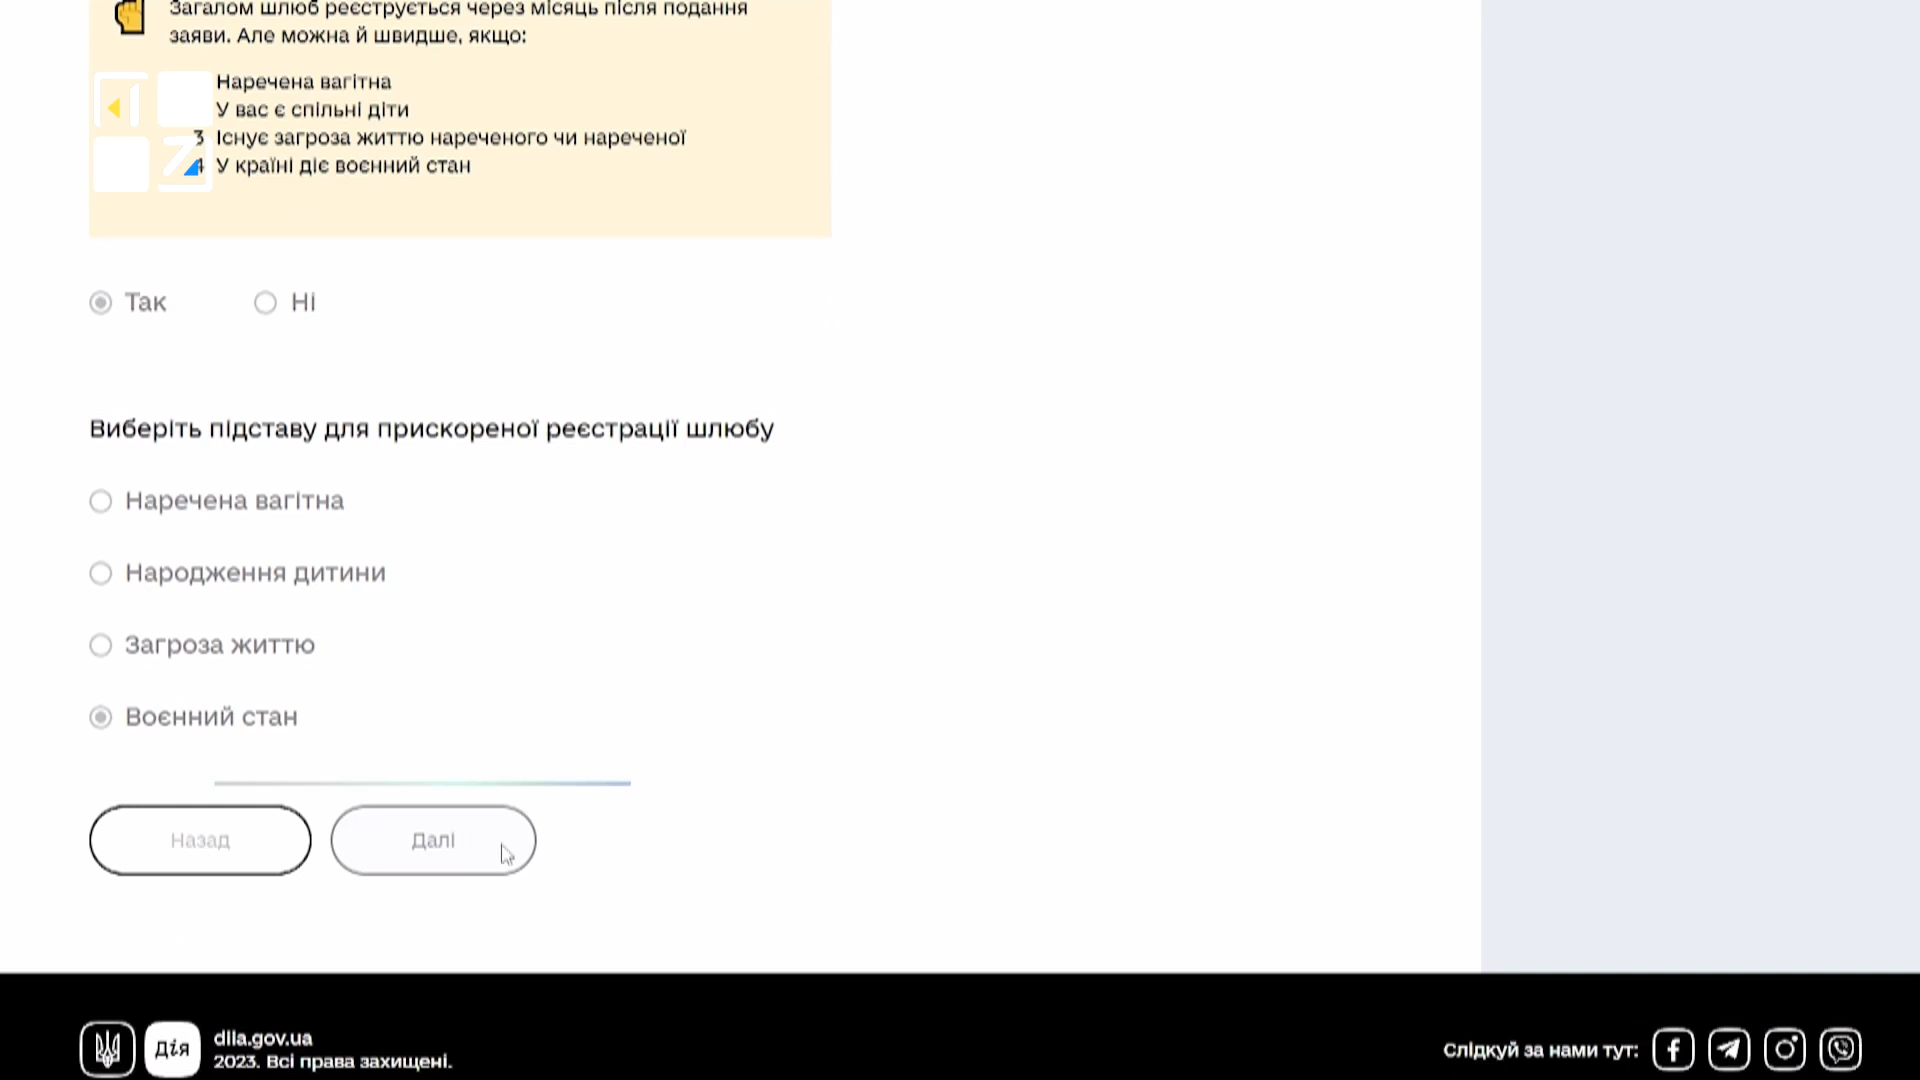 Загалом шлюб реєструється через місяць після подання
заяви. Але можна й швидше, якщо:
Наречена вагітна
У вас є спільні діти
3 Існує загроза життю нареченого чи нареченої
4 У країні діє воєнний стан
Так
Ні
Виберіть підставу для прискореної реєстрації шлюбу
Наречена вагітна
Народження дитини
Загроза життю
Воєнний стан
Назад
Далі
Дія
diia.gov.ua
2023. Всі права захищені.
Слідкуй за нами тут: